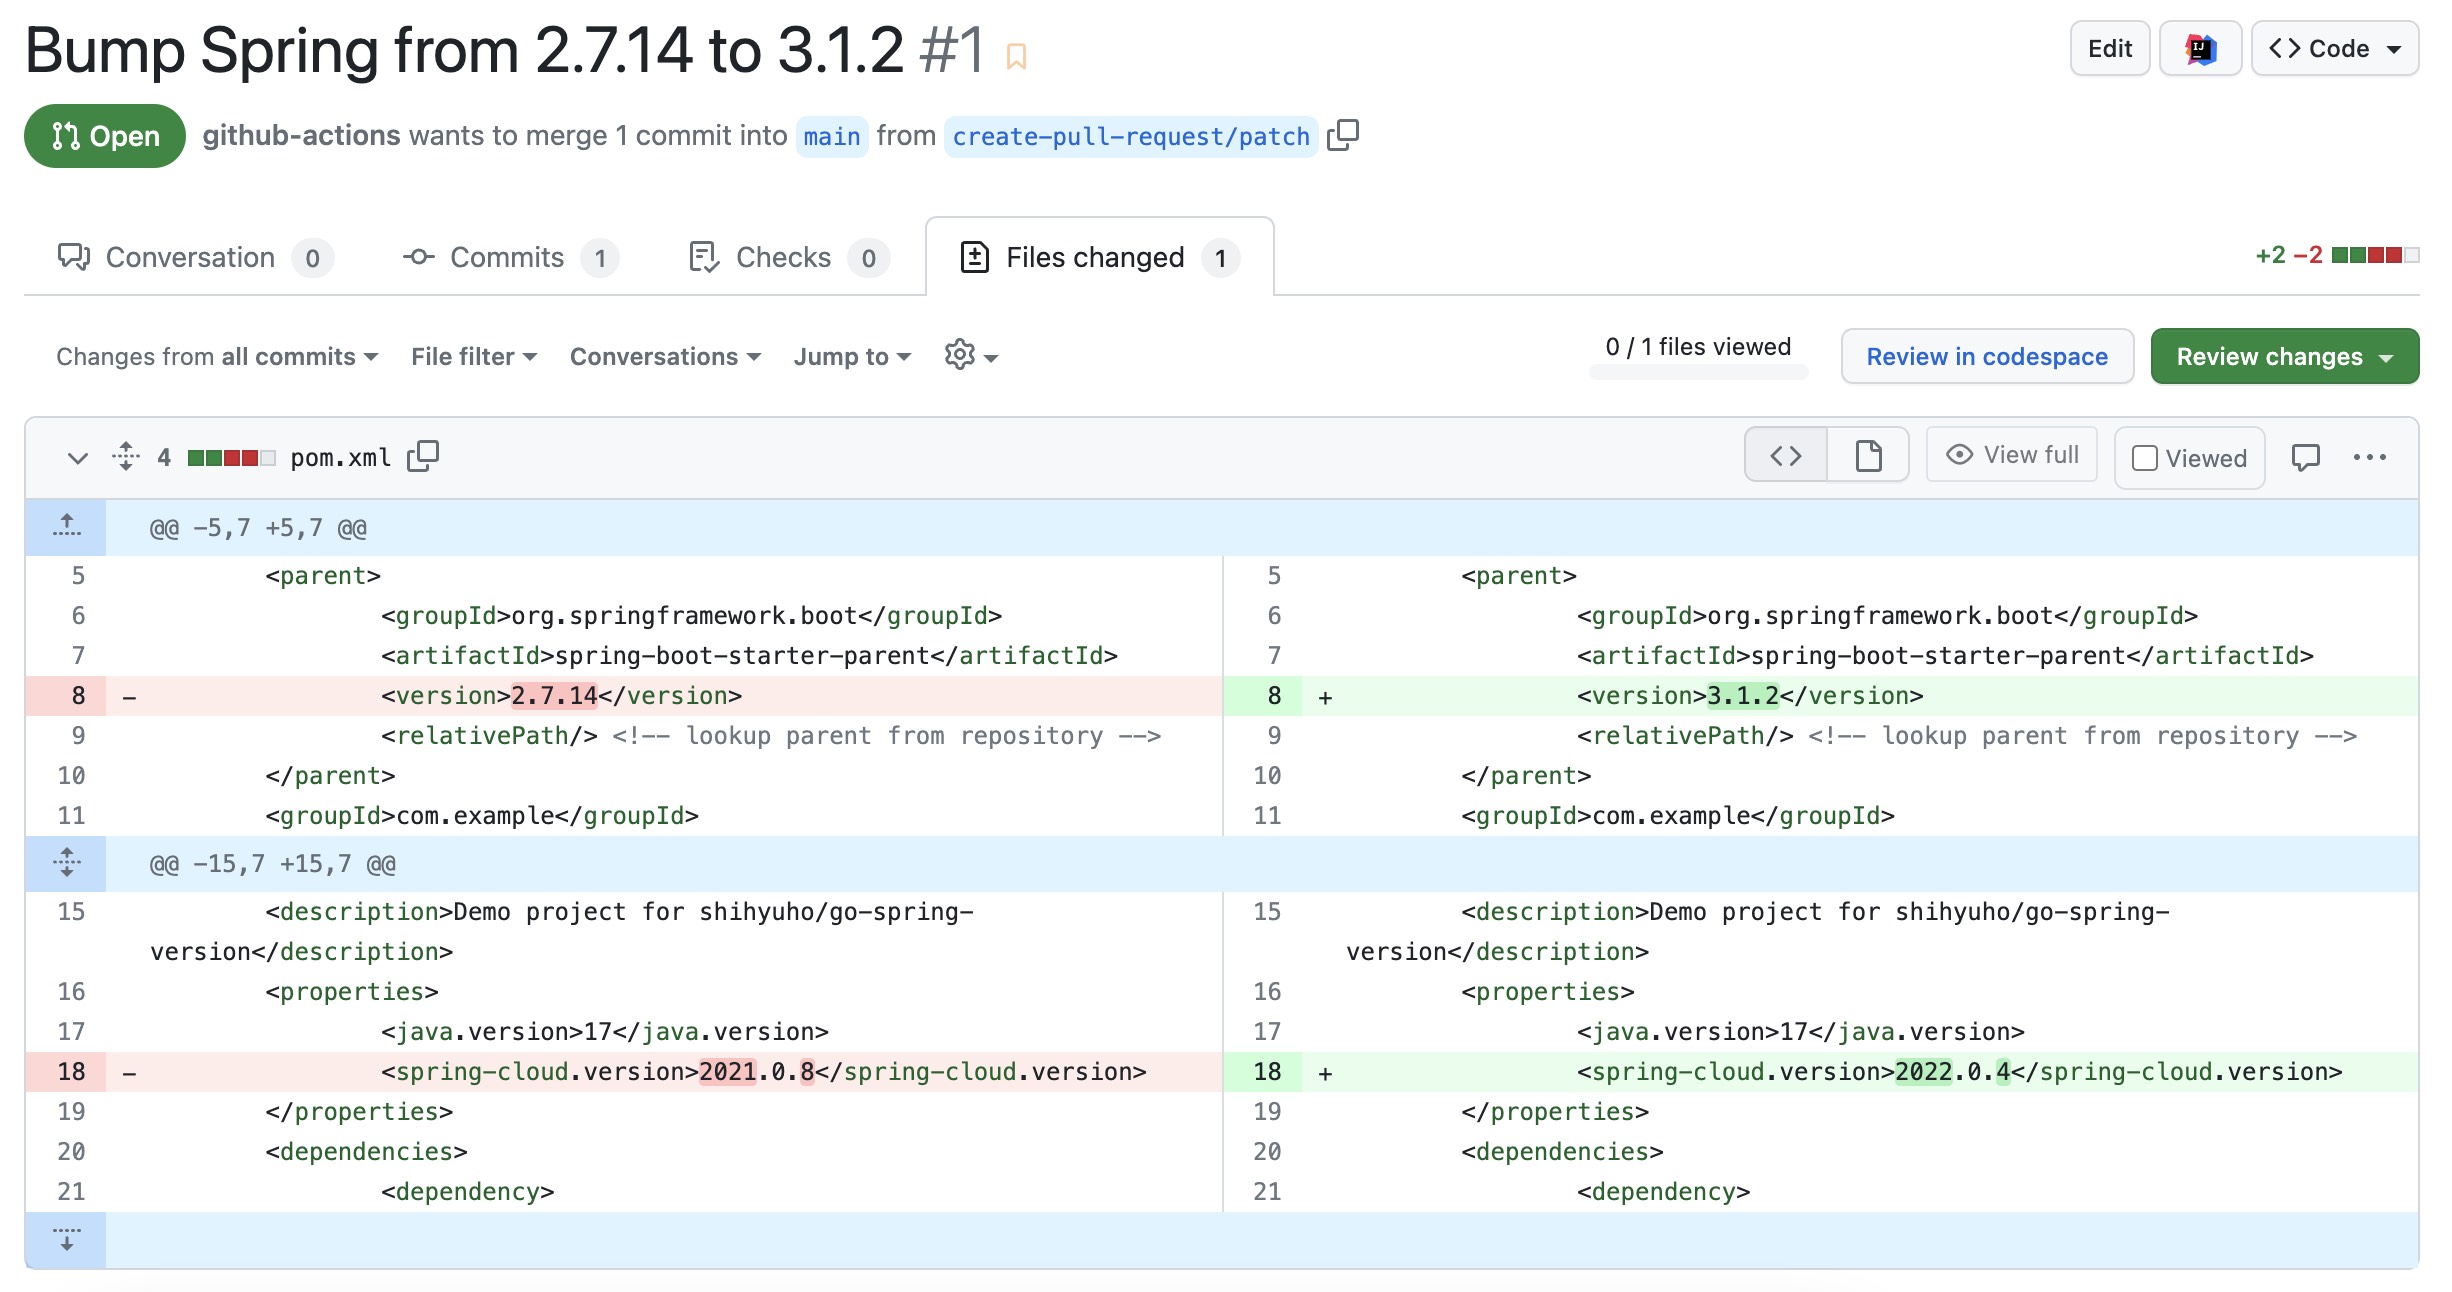 Bump Spring from 2.7.14 to 3.1.2 #1
Edit
IJ
<> Code
Open
github-actions wants to merge 1 commit into main from create-pull-request/patch
Conversation 0
Commits 1
Checks 0
Files changed 1
+2 −2
Changes from all commits
File filter
Conversations
Jump to
0 / 1 files viewed
Review in codespace
Review changes
4 pom.xml
<>
View full
Viewed
@@ -5,7 +5,7 @@
5 <parent>
6 <groupId>org.springframework.boot</groupId>
7 <artifactId>spring-boot-starter-parent</artifactId>
8 - <version>2.7.14</version>
9 <relativePath/> <!-- lookup parent from repository -->
10 </parent>
11 <groupId>com.example</groupId>
5 <parent>
6 <groupId>org.springframework.boot</groupId>
7 <artifactId>spring-boot-starter-parent</artifactId>
8 + <version>3.1.2</version>
9 <relativePath/> <!-- lookup parent from repository -->
10 </parent>
11 <groupId>com.example</groupId>
@@ -15,7 +15,7 @@
15 <description>Demo project for shihyuho/go-spring-
version</description>
16 <properties>
17 <java.version>17</java.version>
18 - <spring-cloud.version>2021.0.8</spring-cloud.version>
19 </properties>
20 <dependencies>
21 <dependency>
15 <description>Demo project for shihyuho/go-spring-
version</description>
16 <properties>
17 <java.version>17</java.version>
18 + <spring-cloud.version>2022.0.4</spring-cloud.version>
19 </properties>
20 <dependencies>
21 <dependency>